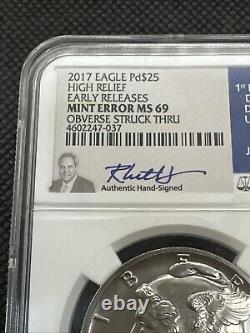 2017 EAGLE Pd$25
HIGH RELIEF
EARLY RELEASES
MINT ERROR MS 69
OBVERSE STRUCK THRU
4602247-037
1st
D
D
U
J
Authentic Hand-Signed